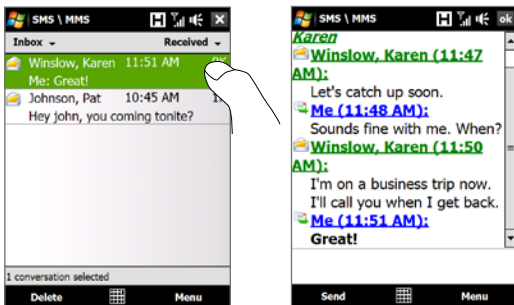 SMS \ MMS
Inbox Received
Winslow, Karen 11:51 AM
Me: Great!
Johnson, Pat 10:45 AM
Hey john, you coming tonite?
1 conversation selected
Delete Menu
SMS \ MMS ok
Karen
Winslow, Karen (11:47
AM):
Let's catch up soon.
Me (11:48 AM):
Sounds fine with me. When?
Winslow, Karen (11:50
AM):
I'm on a business trip now.
I'll call you when I get back.
Me (11:51 AM):
Great!
Send Menu